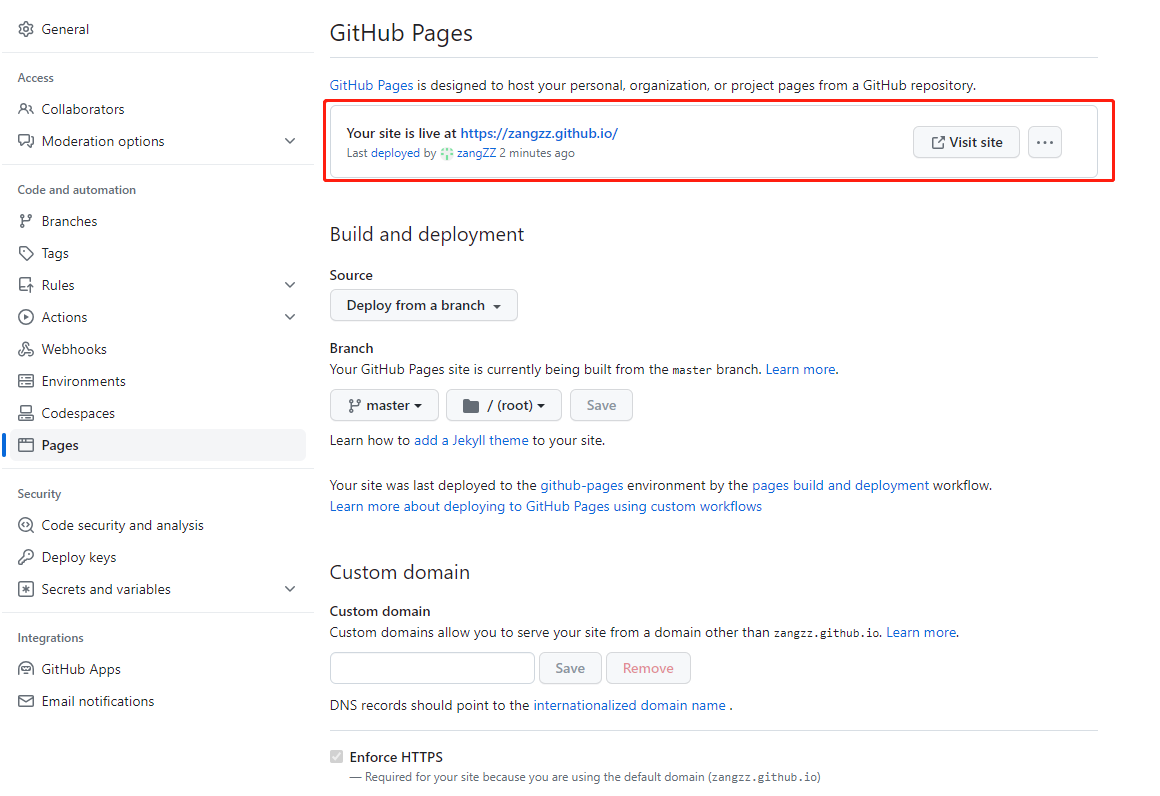 General
Access
Collaborators
Moderation options
Code and automation
Branches
Tags
Rules
Actions
Webhooks
Environments
Codespaces
Pages
Security
Code security and analysis
Deploy keys
Secrets and variables
Integrations
GitHub Apps
Email notifications
GitHub Pages
GitHub Pages is designed to host your personal, organization, or project pages from a GitHub repository.
Your site is live at https://zangzz.github.io/
Last deployed by zangZZ 2 minutes ago
Visit site
Build and deployment
Source
Deploy from a branch
Branch
Your GitHub Pages site is currently being built from the master branch. Learn more.
master / (root) Save
Learn how to add a Jekyll theme to your site.
Your site was last deployed to the github-pages environment by the pages build and deployment workflow.
Learn more about deploying to GitHub Pages using custom workflows
Custom domain
Custom domain
Custom domains allow you to serve your site from a domain other than zangzz.github.io. Learn more.
Save Remove
DNS records should point to the internationalized domain name .
Enforce HTTPS
— Required for your site because you are using the default domain (zangzz.github.io)